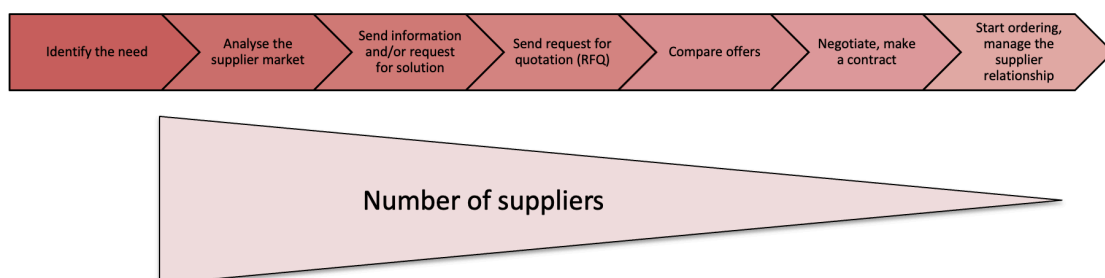 Identify the need
Analyse the
supplier market
Send information
and/or request
for solution
Send request for
quotation (RFQ)
Compare offers
Negotiate, make
a contract
Start ordering,
manage the
supplier
relationship
Number of suppliers